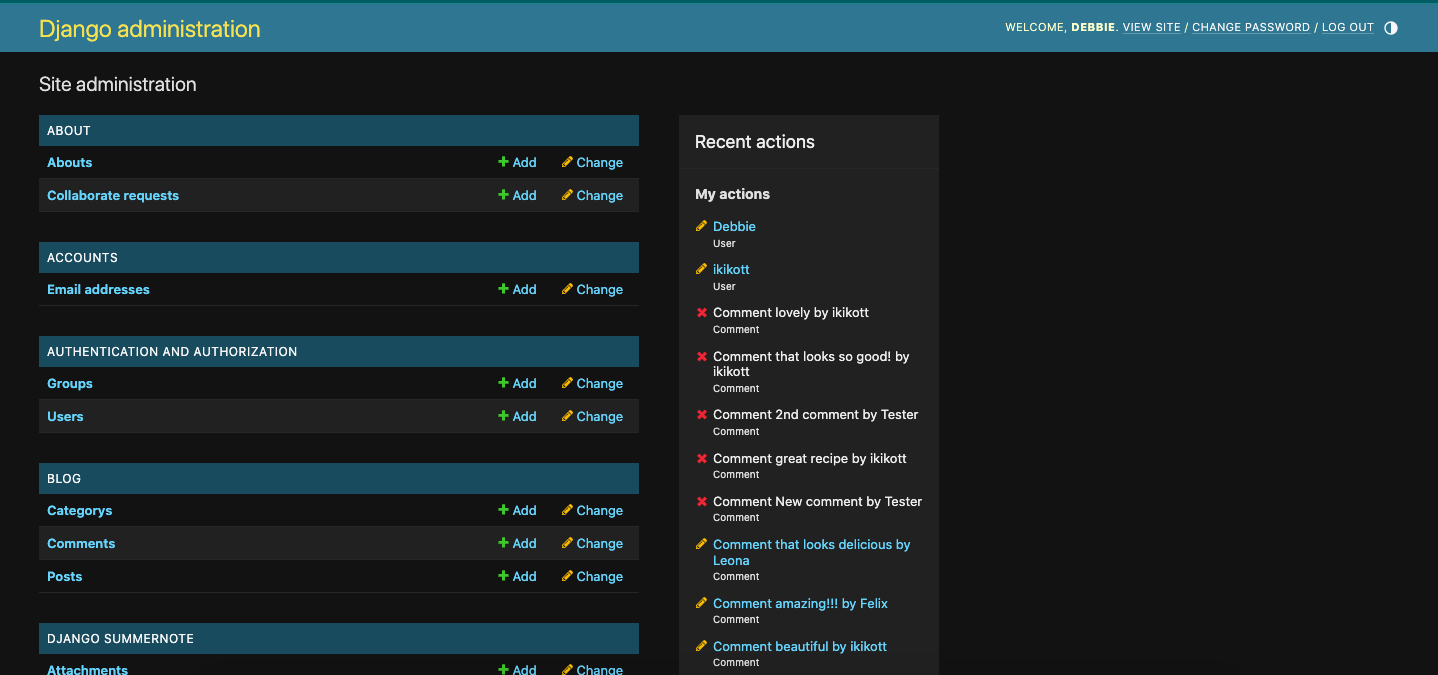 Django administration
WELCOME, DEBBIE. VIEW SITE / CHANGE PASSWORD / LOG OUT
Site administration
ABOUT
Abouts Add Change
Collaborate requests Add Change
ACCOUNTS
Email addresses Add Change
AUTHENTICATION AND AUTHORIZATION
Groups Add Change
Users Add Change
BLOG
Categorys Add Change
Comments Add Change
Posts Add Change
DJANGO SUMMERNOTE
Attachments Add Change
Recent actions
My actions
Debbie
User
ikikott
User
Comment lovely by ikikott
Comment
Comment that looks so good! by
ikikott
Comment
Comment 2nd comment by Tester
Comment
Comment great recipe by ikikott
Comment
Comment New comment by Tester
Comment
Comment that looks delicious by
Leona
Comment
Comment amazing!!! by Felix
Comment
Comment beautiful by ikikott
Comment